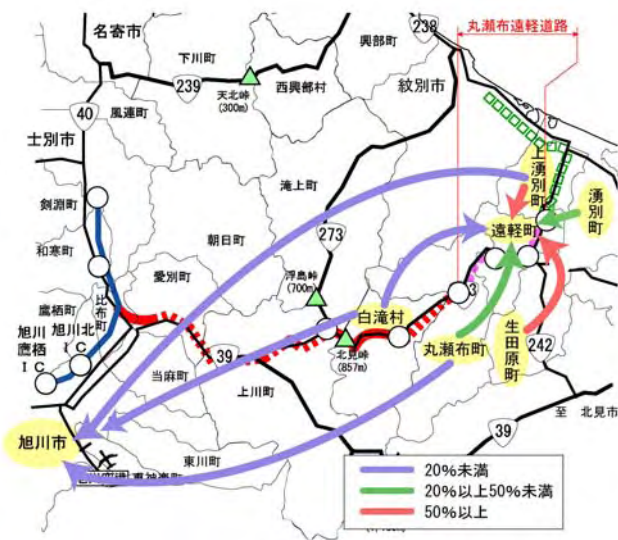 名寄市
下川町
興部町
238
丸瀬布遠軽道路
239
天北峠
(300m)
西興部村
紋別市
40
風連町
士別市
上湧別町
湧別町
剣淵町
滝上町
遠軽町
朝日町
273
和寒町
愛別町
浮島峠
(700m)
白滝村
3
鷹栖町
比布町
旭川
鷹栖
IC
旭川北
IC
39
当麻町
北見峠
(857m)
丸瀬布町
生田原町
242
上川町
至 北見市
39
旭川市
東川町
東神楽町
20%未満
20%以上50%未満
50%以上